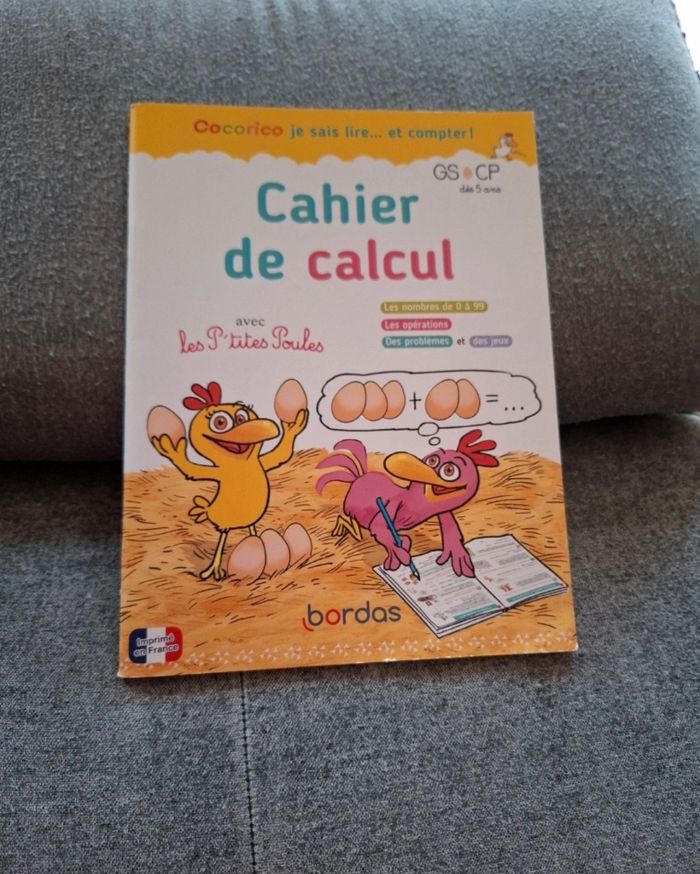 Cocorico je sais lire... et compter!
GS CP
dès 5 ans
Cahier
de calcul
avec
les P'tites Poules
Les nombres de 0 à 99
Les opérations
Des problèmes et des jeux
+ = ...
bordas
Imprimé
en France